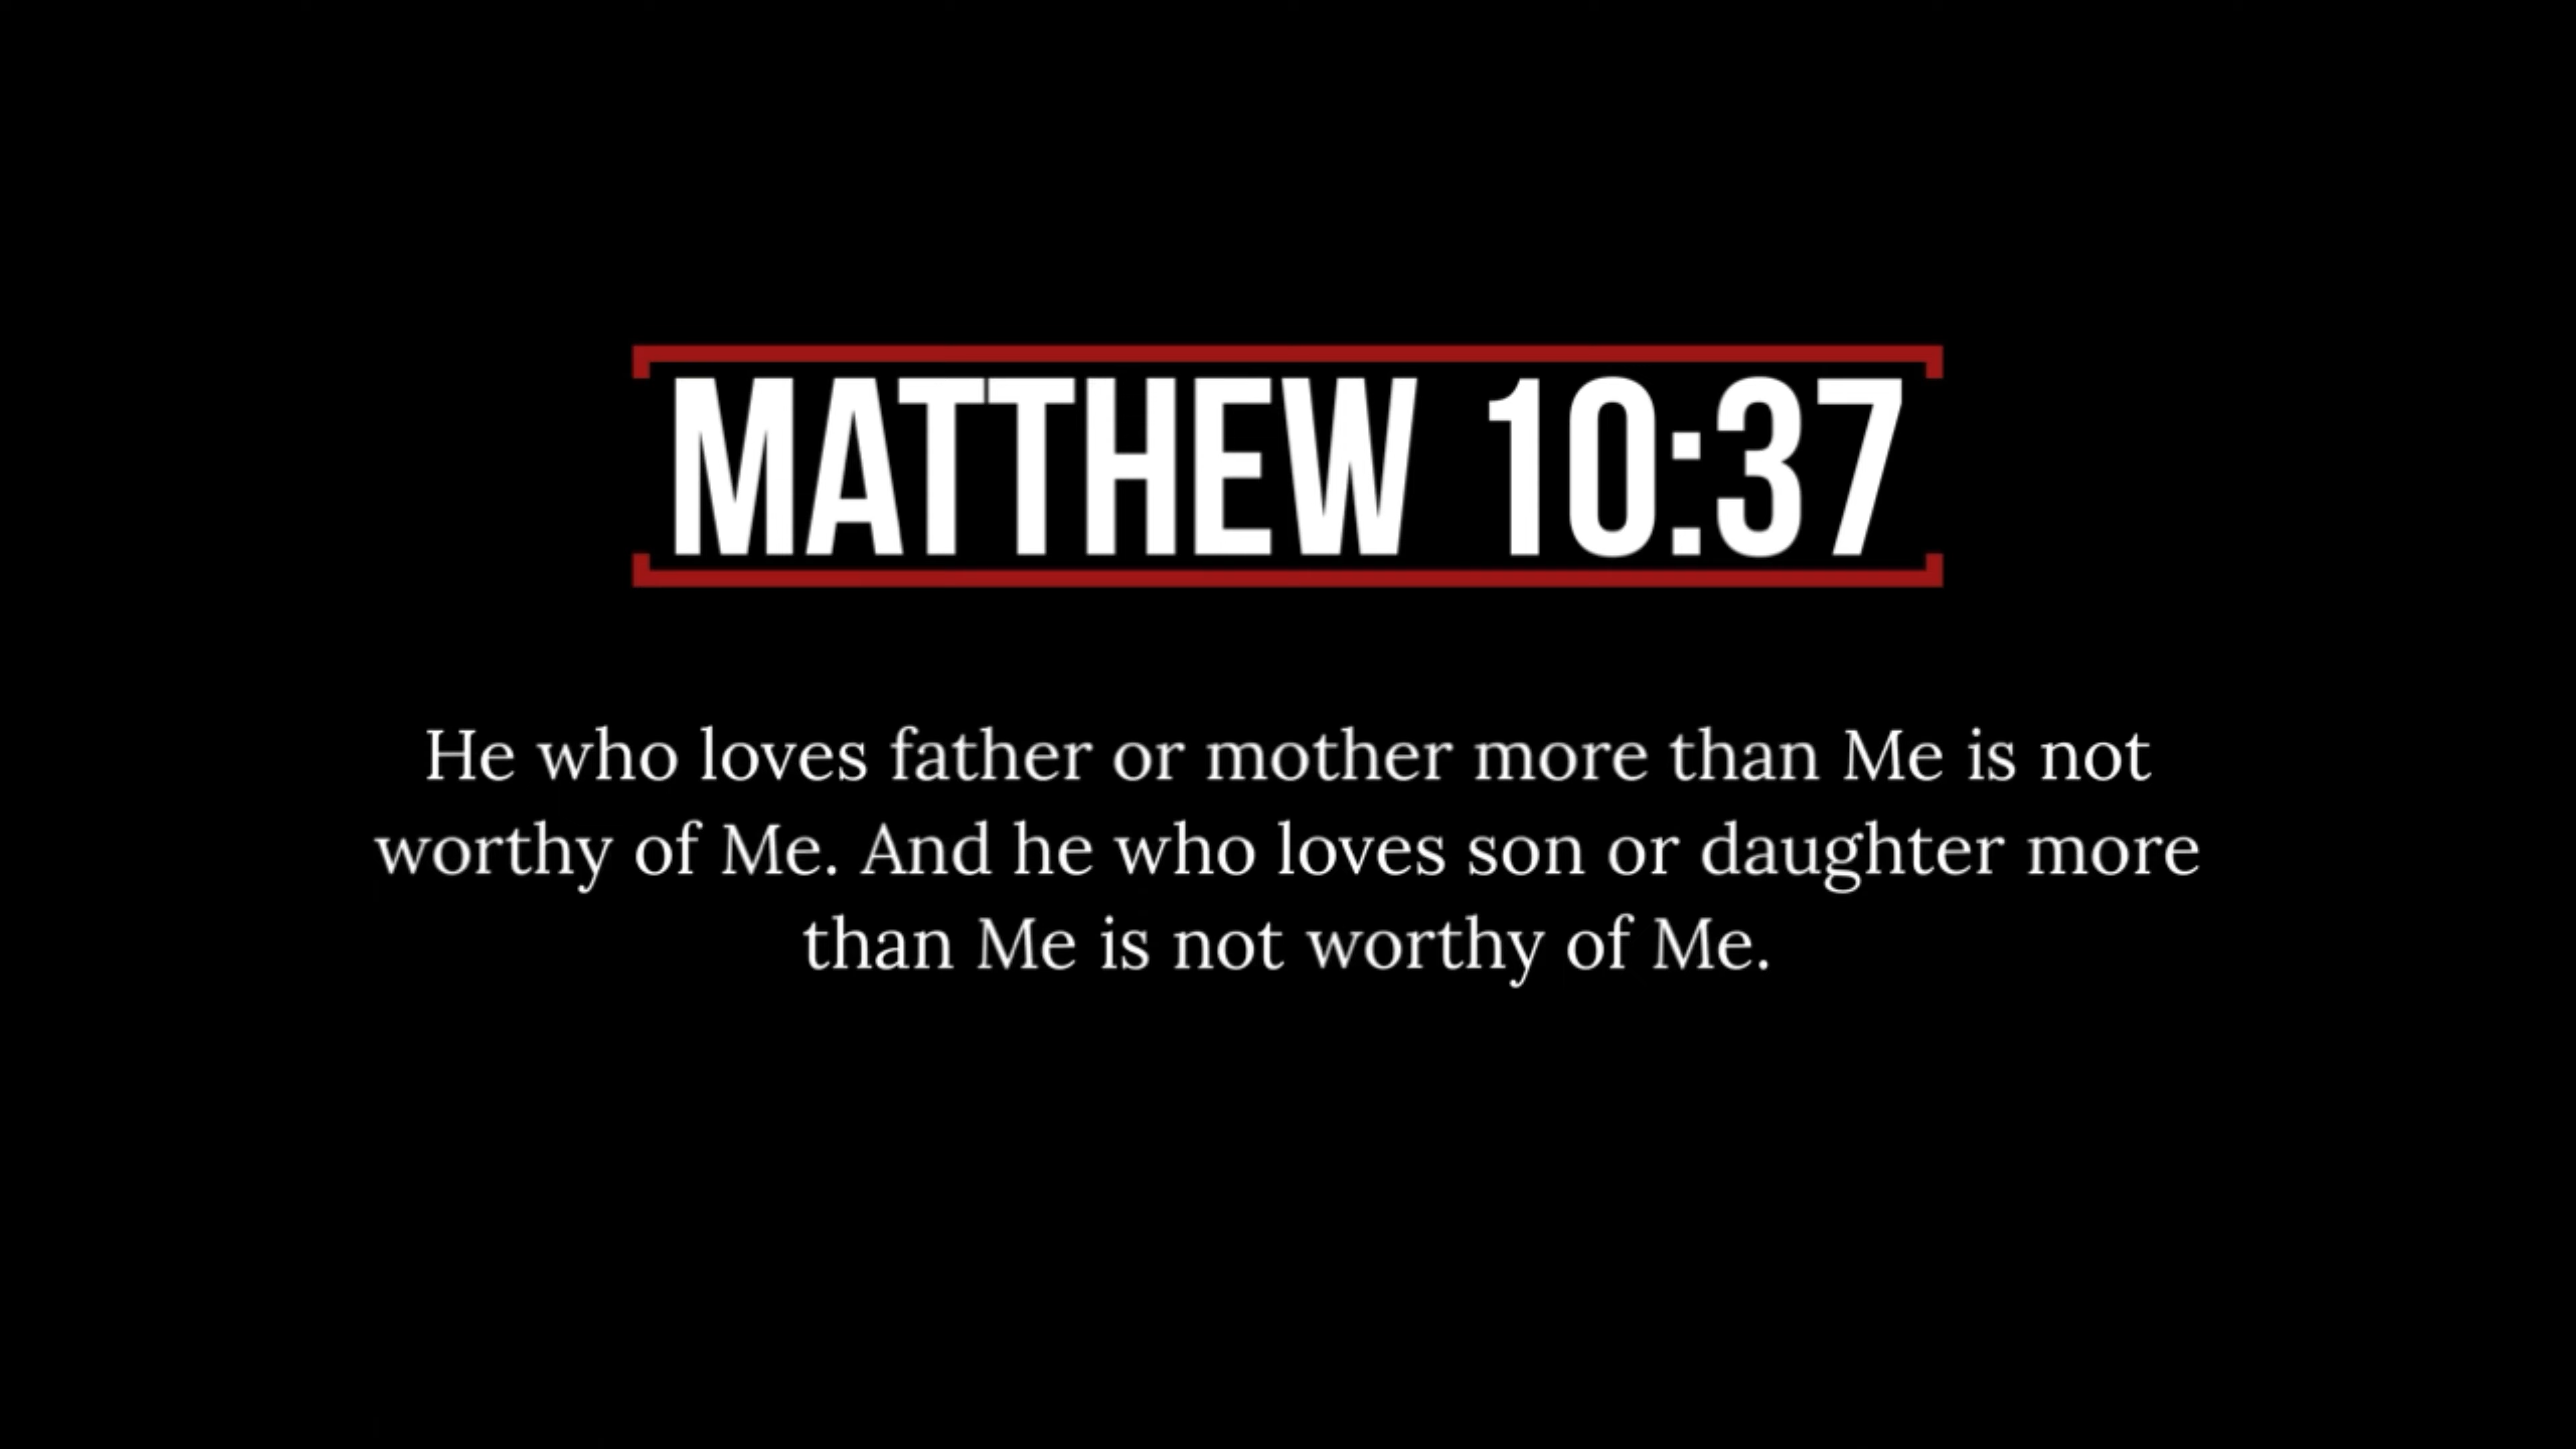 MATTHEW 10:37
He who loves father or mother more than Me is not
worthy of Me. And he who loves son or daughter more
than Me is not worthy of Me.